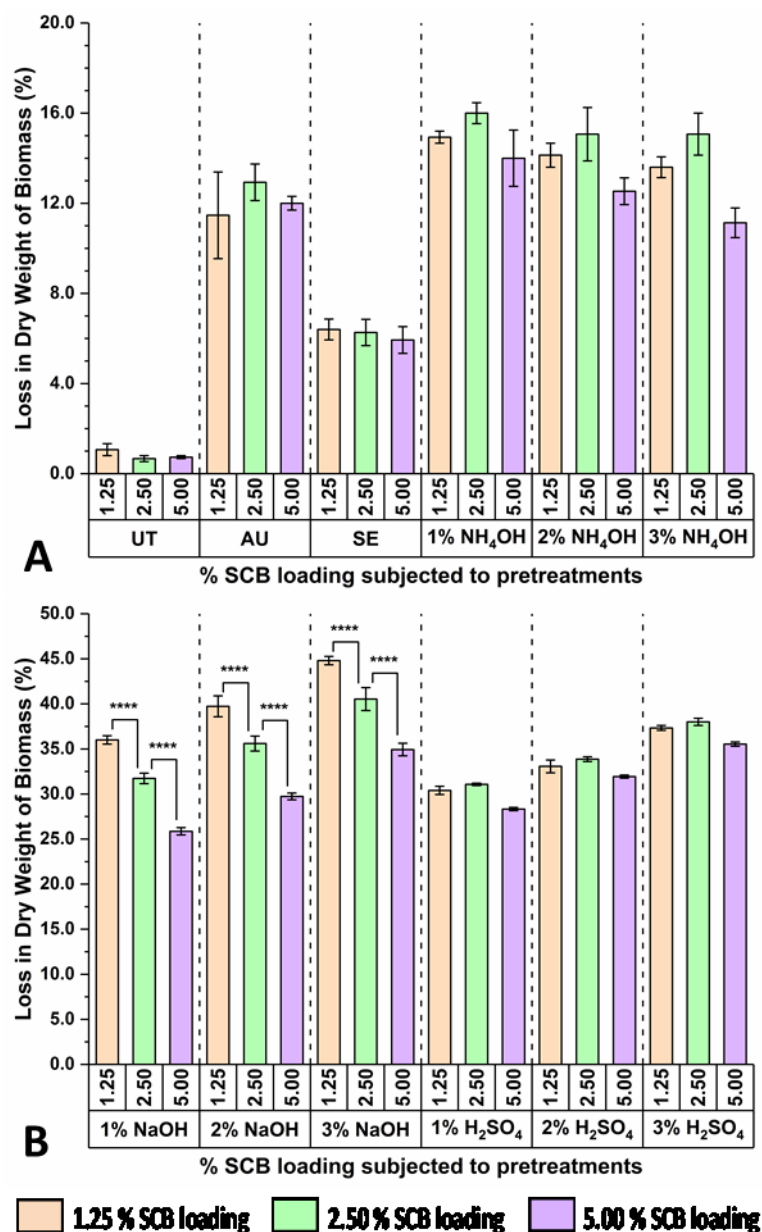 Loss in Dry Weight of Biomass (%)
20.0
16.0
12.0
8.0
4.0
0.0
1.25 2.50 5.00 1.25 2.50 5.00 1.25 2.50 5.00 1.25 2.50 5.00 1.25 2.50 5.00 1.25 2.50 5.00
UT AU SE 1% NH₄OH 2% NH₄OH 3% NH₄OH
A
% SCB loading subjected to pretreatments
Loss in Dry Weight of Biomass (%)
50.0
45.0
40.0
35.0
30.0
25.0
20.0
15.0
10.0
5.0
0.0
**** **** **** **** **** ****
1.25 2.50 5.00 1.25 2.50 5.00 1.25 2.50 5.00 1.25 2.50 5.00 1.25 2.50 5.00 1.25 2.50 5.00
1% NaOH 2% NaOH 3% NaOH 1% H₂SO₄ 2% H₂SO₄ 3% H₂SO₄
B
% SCB loading subjected to pretreatments
1.25 % SCB loading 2.50 % SCB loading 5.00 % SCB loading